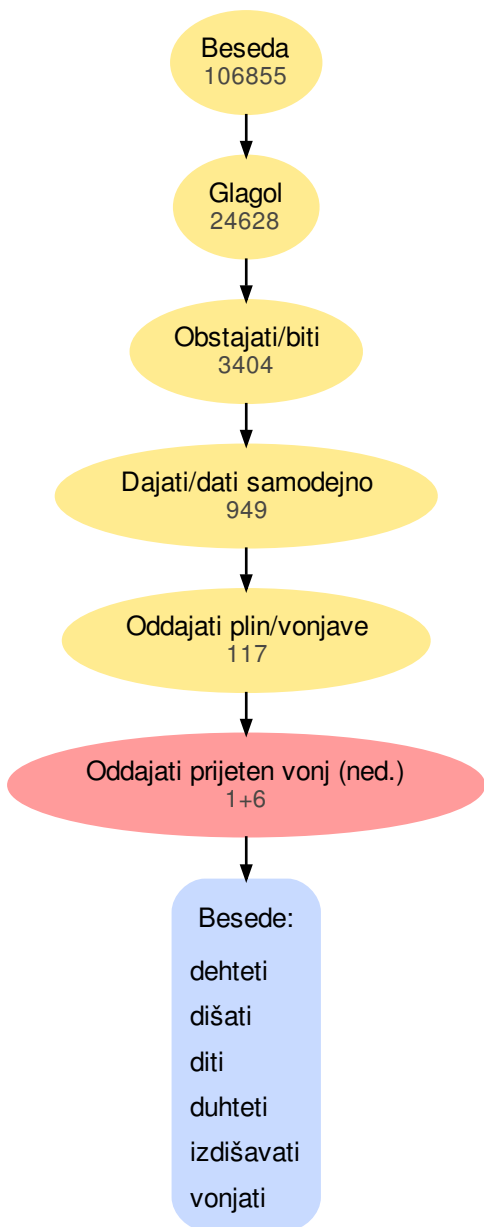 Beseda
106855
Glagol
24628
Obstajati/biti
3404
Dajati/dati samodejno
949
Oddajati plin/vonjave
117
Oddajati prijeten vonj (ned.)
1+6
Besede:
dehteti
dišati
diti
duhteti
izdišavati
vonjati